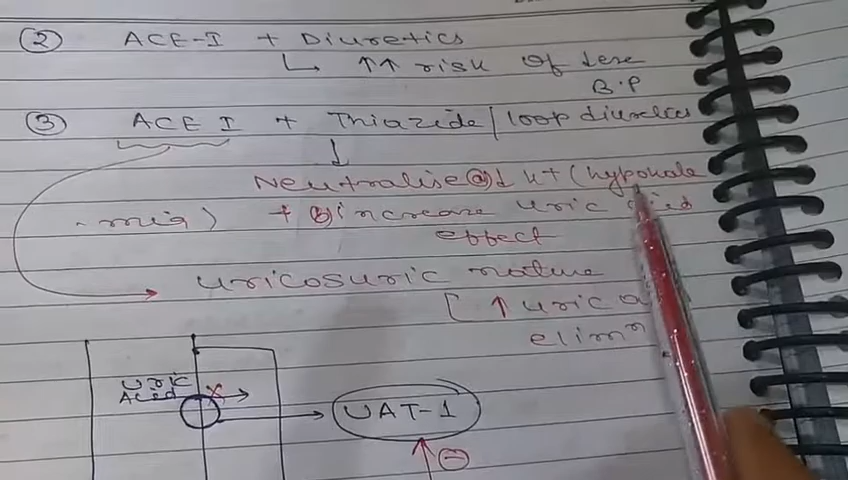 ② ACE-I + Diuretics
↳ ↑↑ risk of dese
B.P
③ ACE I + Thiazide / loop diuretics
↓
Neutralise ⓐ ↓ K+ (hypokale
-mia) + ⓑ increase uric acid
effect
uricosuric nature
[ ↑ uric a
elimⁿ
uric
Acid
UAT-1
⊖